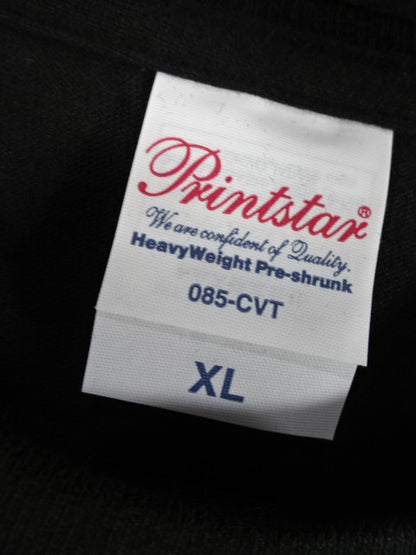 Printstar®
We are confident of Quality.
HeavyWeight Pre-shrunk
085-CVT
XL